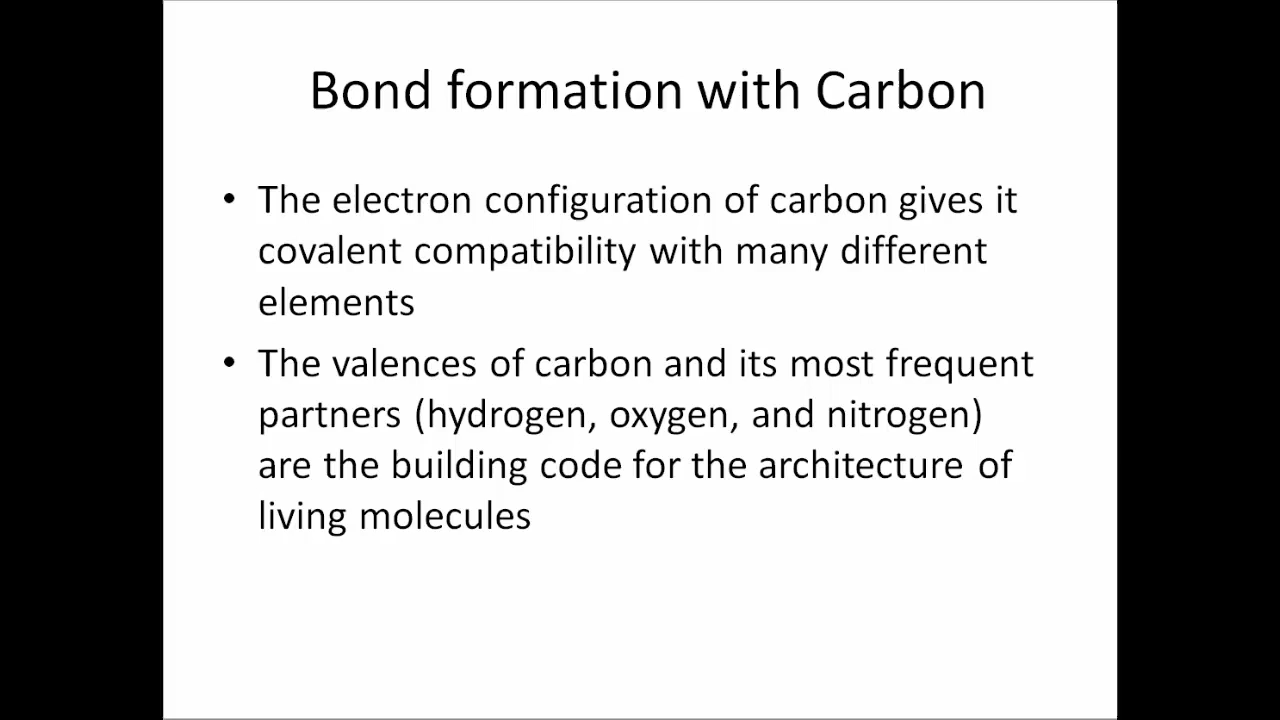 Bond formation with Carbon
• The electron configuration of carbon gives it
covalent compatibility with many different
elements
• The valences of carbon and its most frequent
partners (hydrogen, oxygen, and nitrogen)
are the building code for the architecture of
living molecules